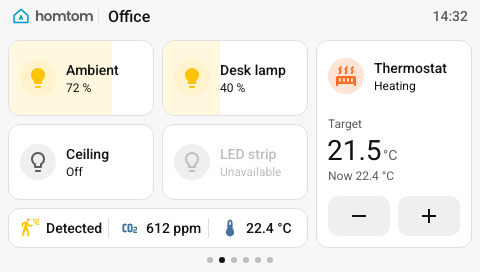 homtom Office 14:32
Ambient
72 %
Desk lamp
40 %
Thermostat
Heating
Ceiling
Off
LED strip
Unavailable
Target
21.5 °C
Now 22.4 °C
Detected CO₂ 612 ppm 22.4 °C
− +